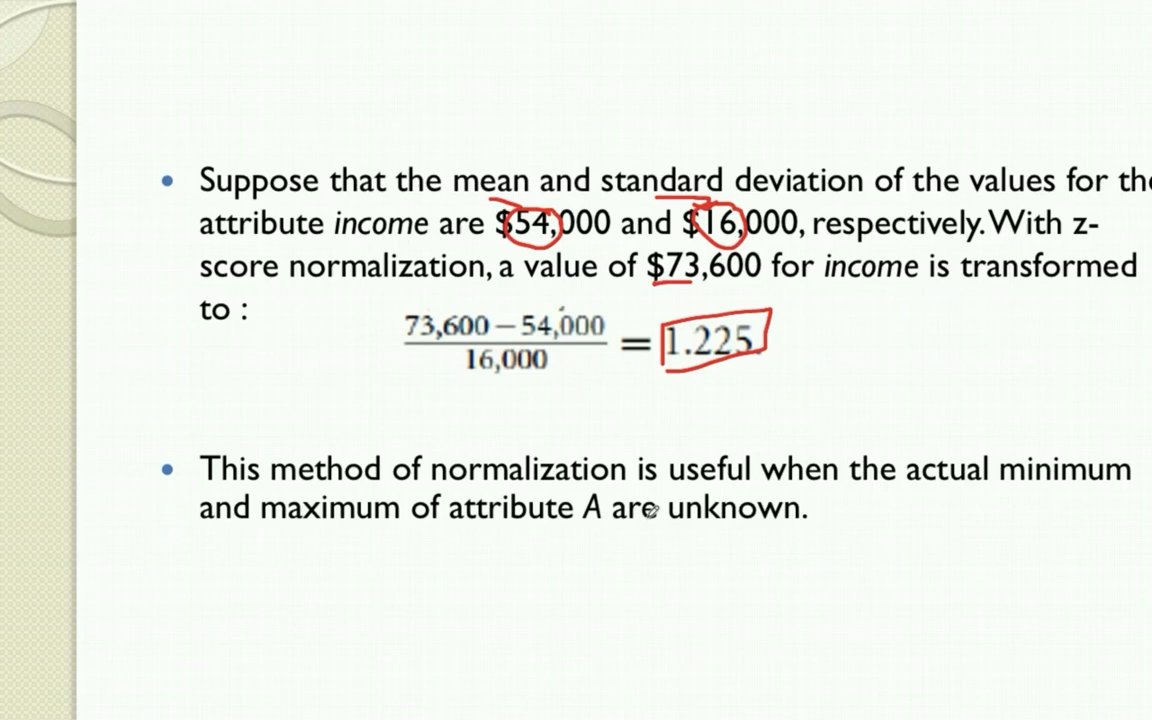 Suppose that the mean and standard deviation of the values for the
attribute income are $54,000 and $16,000, respectively. With z-
score normalization, a value of $73,600 for income is transformed
to :
73,600 – 54,000
16,000
= 1.225.
This method of normalization is useful when the actual minimum
and maximum of attribute A are unknown.